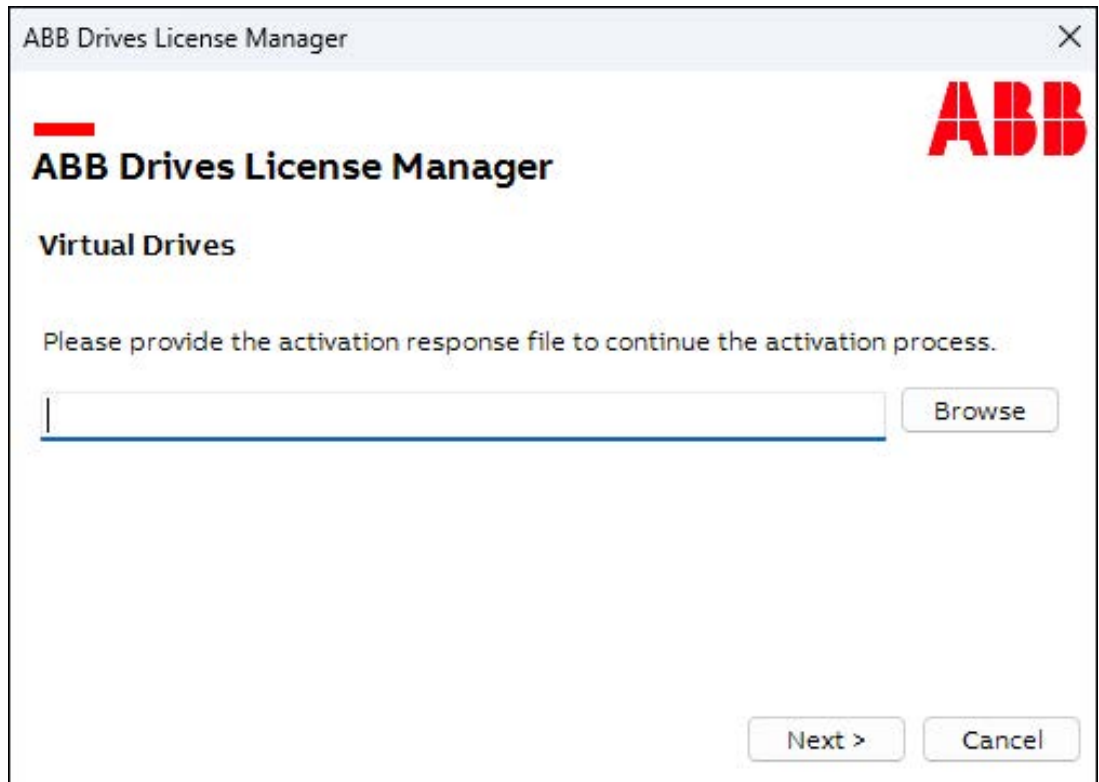 ABB Drives License Manager
ABB
ABB Drives License Manager
Virtual Drives
Please provide the activation response file to continue the activation process.
Browse
Next >
Cancel